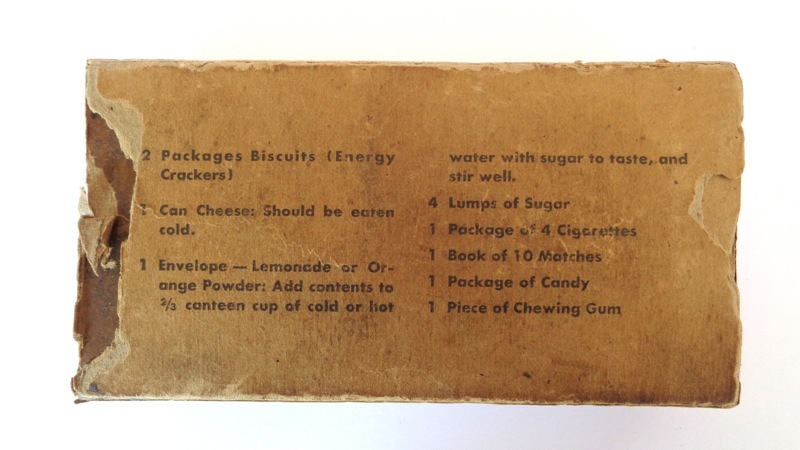 2 Packages Biscuits (Energy
Crackers)
1 Can Cheese: Should be eaten
cold.
1 Envelope — Lemonade or Or-
ange Powder: Add contents to
⅔ canteen cup of cold or hot
water with sugar to taste, and
stir well.
4 Lumps of Sugar
1 Package of 4 Cigarettes
1 Book of 10 Matches
1 Package of Candy
1 Piece of Chewing Gum